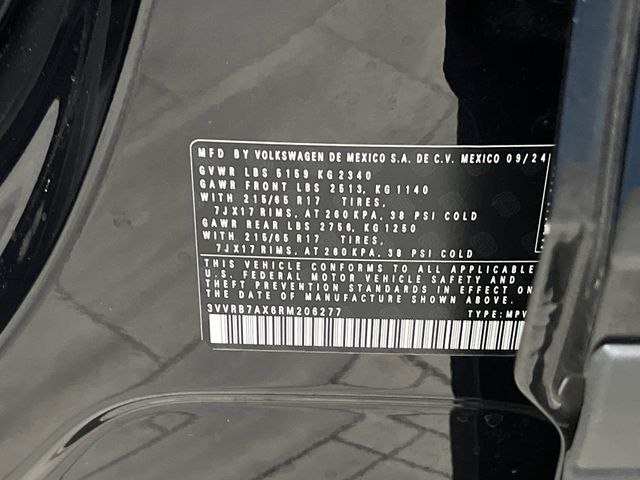 MFD BY VOLKSWAGEN DE MEXICO S.A. DE C.V. MEXICO 09/24
GVWR LBS 5159 KG 2340
GAWR FRONT LBS 2513, KG 1140
WITH 215/65 R17 TIRES,
7JX17 RIMS, AT 260 KPA, 38 PSI COLD
GAWR REAR LBS 2756, KG 1250
WITH 215/65 R17 TIRES,
7JX17 RIMS, AT 260 KPA, 38 PSI COLD
THIS VEHICLE CONFORMS TO ALL APPLICABLE
U.S. FEDERAL MOTOR VEHICLE SAFETY AND
THEFT PREVENTION STANDARDS IN EFFECT ON
THE DATE OF MANUFACTURE SHOWN ABOVE.
3VVRB7AX6RM206277 TYPE: MPV